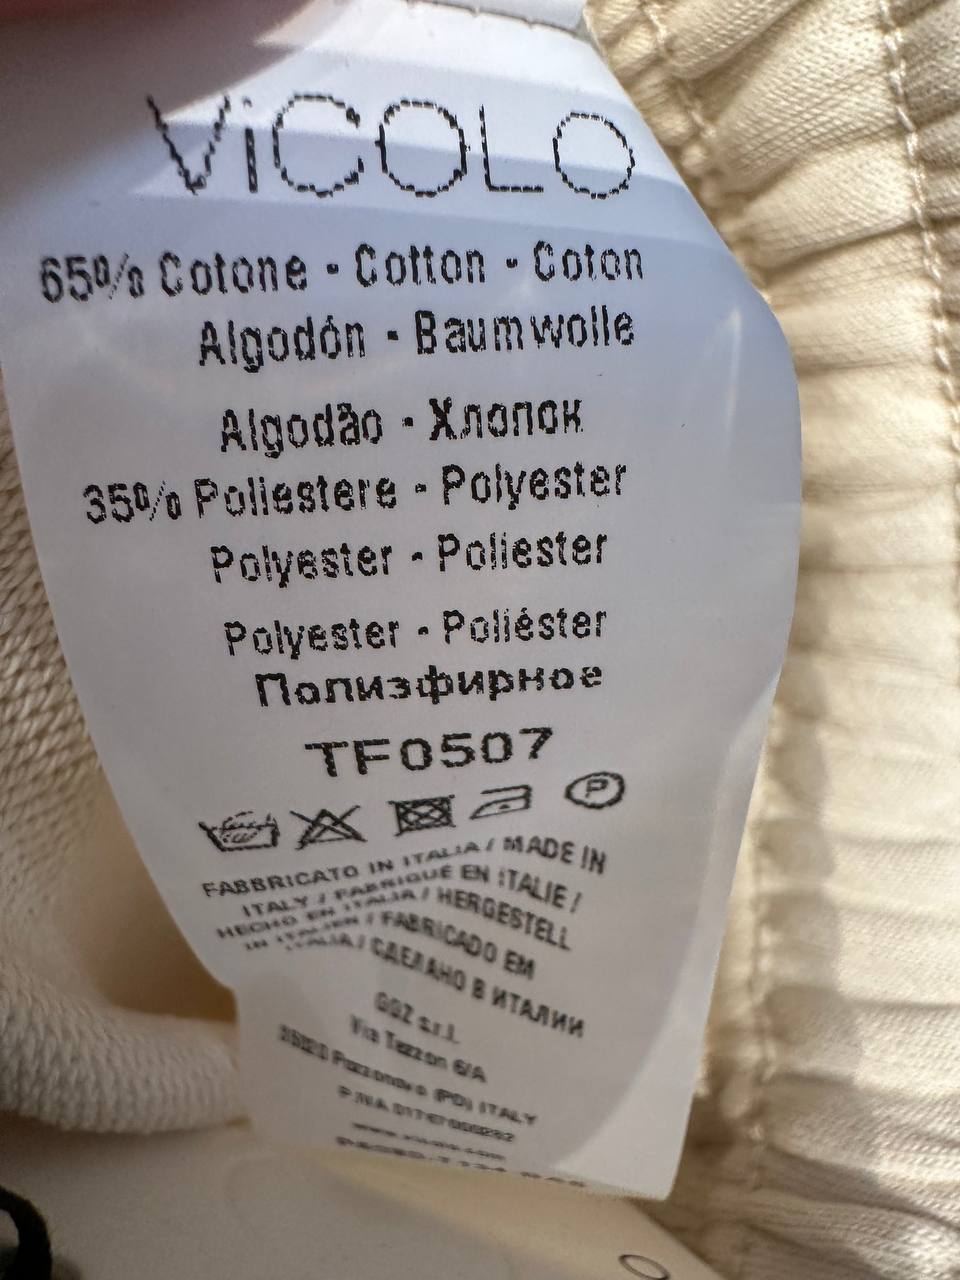 ViCOLO
65% Cotone - Cotton - Coton
Algodón - Baumwolle
Algodão - Хлопок
35% Poliestere - Polyester
Polyester - Poliester
Polyester - Poliéster
Полиэфирное
TF0507
P
FABBRICATO IN ITALIA / MADE IN
ITALY / FABRIQUÉ EN ITALIE /
HECHO EN ITALIA / HERGESTELL
IN ITALIEN / FABRICADO EM
ITALIA / СДЕЛАНО В ИТАЛИИ
GGZ s.r.l.
Via Tezzon 6/A
(PD) ITALY
P.IVA